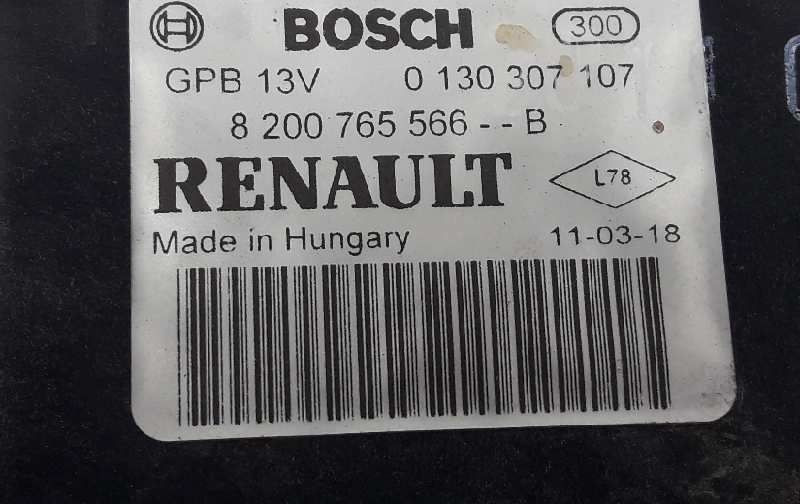 BOSCH 300
GPB 13V 0 130 307 107
8 200 765 566 -- B
RENAULT L78
Made in Hungary 11-03-18